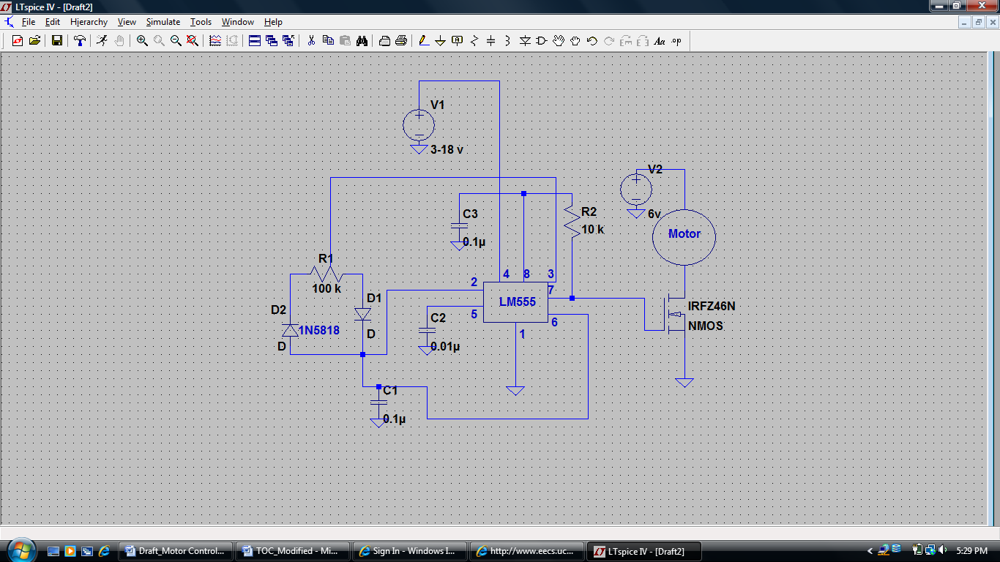 LTspice IV - [Draft2]
File Edit Hierarchy View Simulate Tools Window Help
Aa .op
V1
3-18 v
V2
6v
C3
0.1µ
R2
10 k
Motor
R1
100 k
4 8 3
2
7
LM555
5
6
1
D1
D
D2
1N5818
D
C2
0.01µ
IRFZ46N
NMOS
C1
0.1µ
Draft_Motor Control... TOC_Modified - Mi... Sign In - Windows I... http://www.eecs.uc... LTspice IV - [Draft2] 5:29 PM